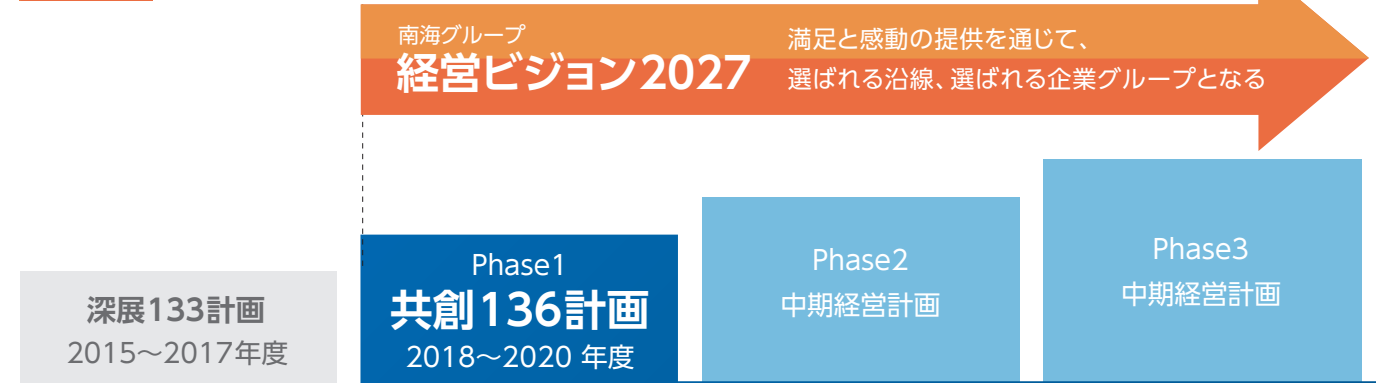 南海グループ
経営ビジョン2027
満足と感動の提供を通じて、
選ばれる沿線、選ばれる企業グループとなる
深展133計画
2015～2017年度
Phase1
共創136計画
2018～2020 年度
Phase2
中期経営計画
Phase3
中期経営計画